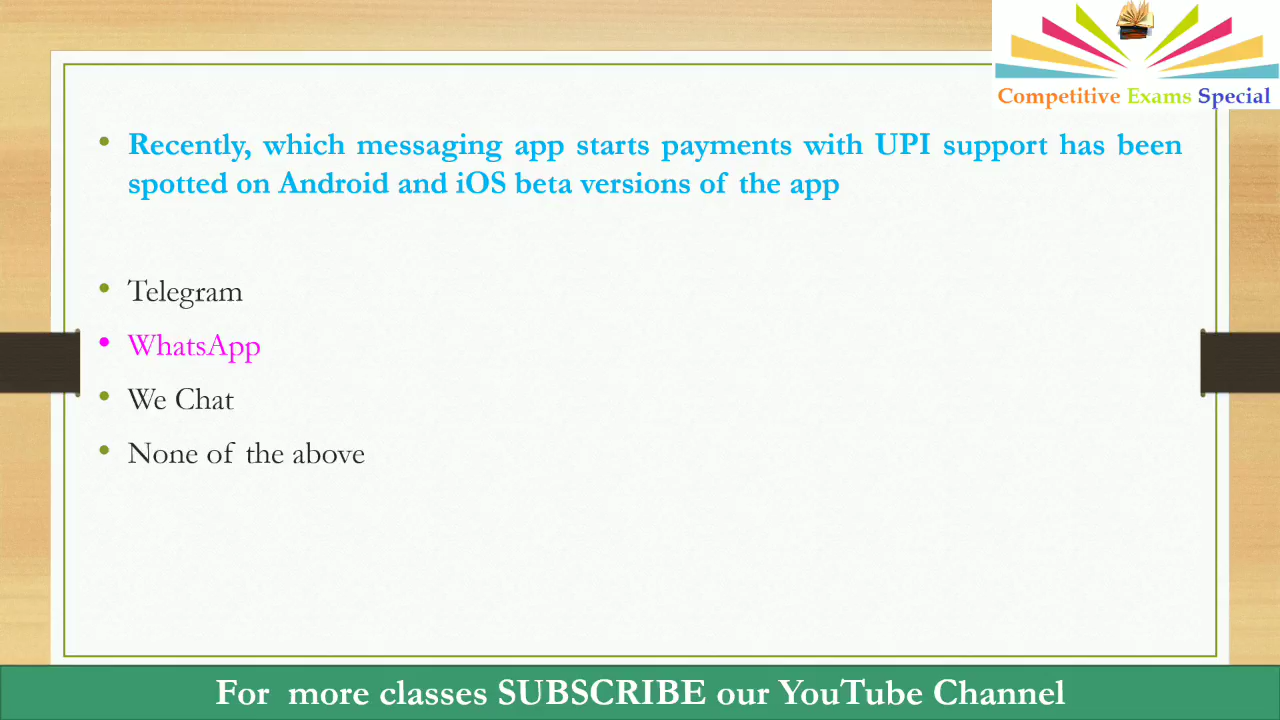 Competitive Exams Special
• Recently, which messaging app starts payments with UPI support has been
spotted on Android and iOS beta versions of the app
• Telegram
• WhatsApp
• We Chat
• None of the above
For more classes SUBSCRIBE our YouTube Channel